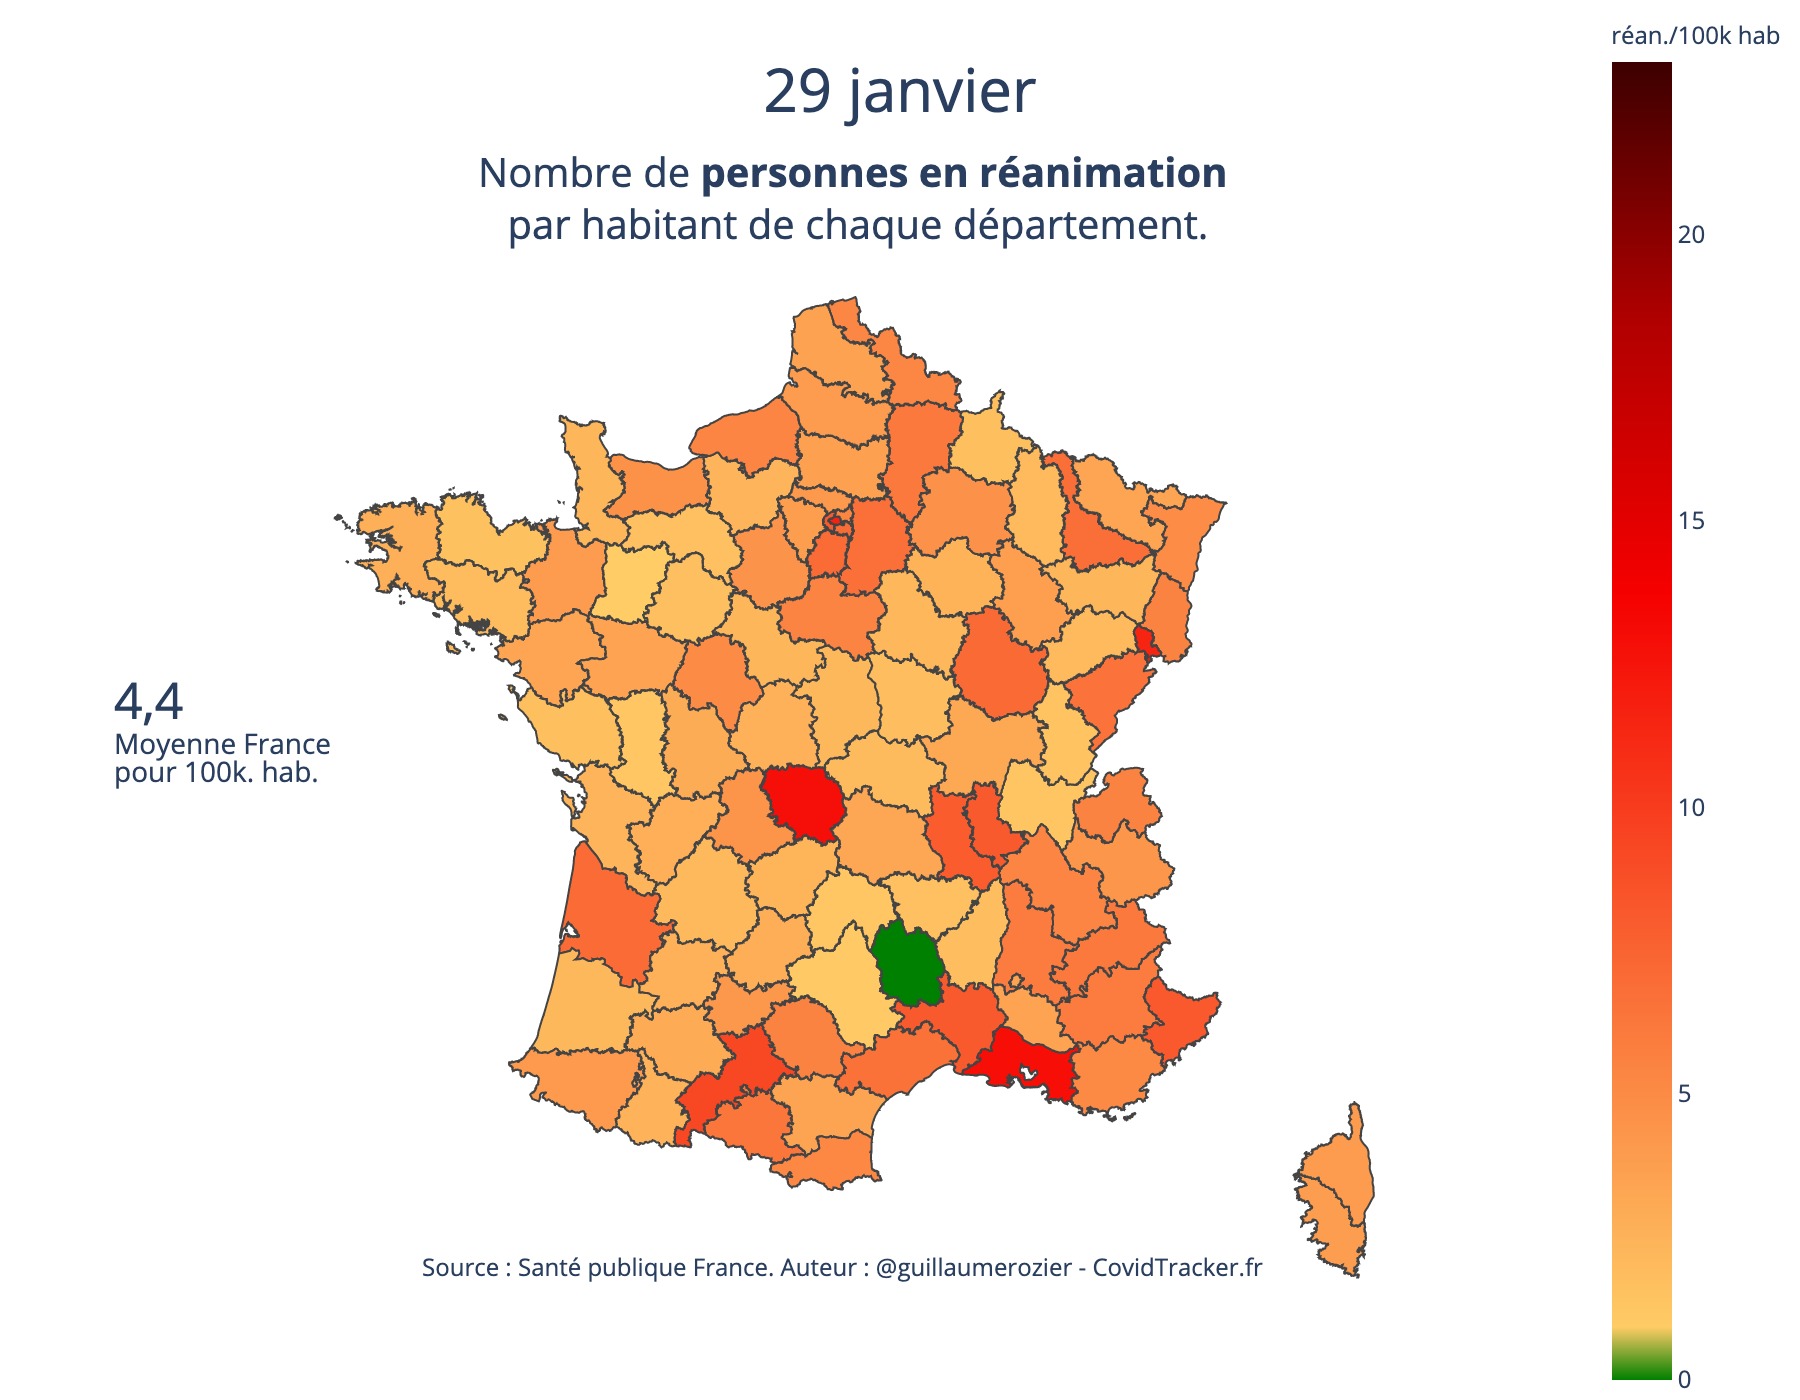 réan./100k hab
29 janvier
Nombre de personnes en réanimation
par habitant de chaque département.
20
15
4,4
Moyenne France
pour 100k. hab.
10
5
Source : Santé publique France. Auteur : @guillaumerozier - CovidTracker.fr
0